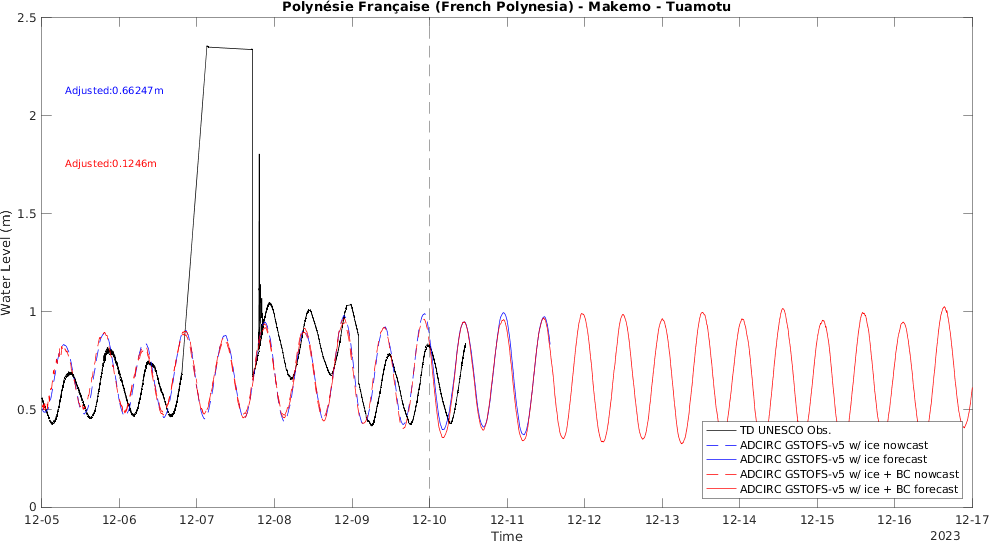 Polynésie Française (French Polynesia) - Makemo - Tuamotu
2.5
2
1.5
1
0.5
0
Water Level (m)
Adjusted:0.66247m
Adjusted:0.1246m
TD UNESCO Obs.
ADCIRC GSTOFS-v5 w/ ice nowcast
ADCIRC GSTOFS-v5 w/ ice forecast
ADCIRC GSTOFS-v5 w/ ice + BC nowcast
ADCIRC GSTOFS-v5 w/ ice + BC forecast
12-05 12-06 12-07 12-08 12-09 12-10 12-11 12-12 12-13 12-14 12-15 12-16 12-17
Time
2023